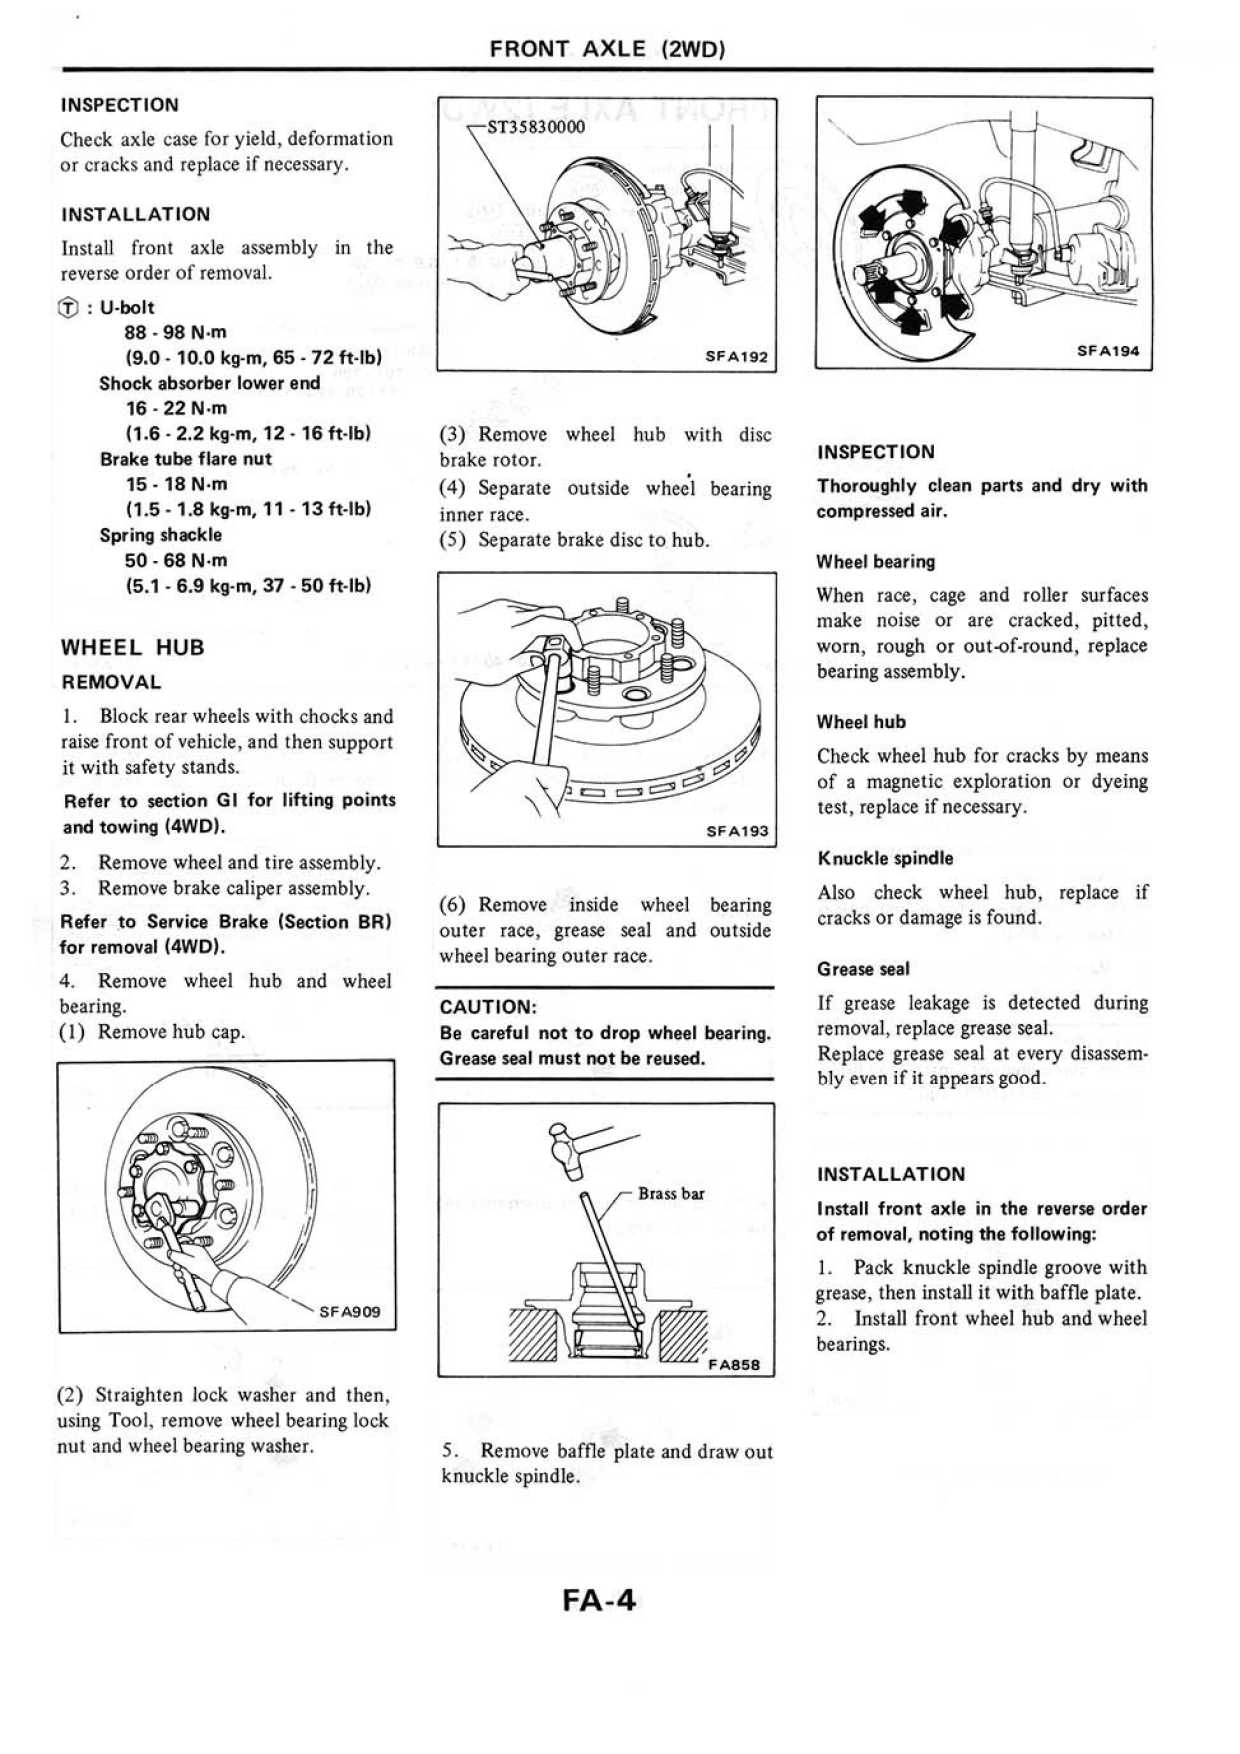 FRONT AXLE (2WD)
INSPECTION
Check axle case for yield, deformation
or cracks and replace if necessary.
INSTALLATION
Install front axle assembly in the
reverse order of removal.
Ⓣ : U-bolt
88 - 98 N·m
(9.0 - 10.0 kg-m, 65 - 72 ft-lb)
Shock absorber lower end
16 - 22 N·m
(1.6 - 2.2 kg-m, 12 - 16 ft-lb)
Brake tube flare nut
15 - 18 N·m
(1.5 - 1.8 kg-m, 11 - 13 ft-lb)
Spring shackle
50 - 68 N·m
(5.1 - 6.9 kg-m, 37 - 50 ft-lb)
WHEEL HUB
REMOVAL
1. Block rear wheels with chocks and
raise front of vehicle, and then support
it with safety stands.
Refer to section GI for lifting points
and towing (4WD).
2. Remove wheel and tire assembly.
3. Remove brake caliper assembly.
Refer to Service Brake (Section BR)
for removal (4WD).
4. Remove wheel hub and wheel
bearing.
(1) Remove hub cap.
SFA909
(2) Straighten lock washer and then,
using Tool, remove wheel bearing lock
nut and wheel bearing washer.
ST35830000
SFA192
(3) Remove wheel hub with disc
brake rotor.
(4) Separate outside wheel bearing
inner race.
(5) Separate brake disc to hub.
SFA193
(6) Remove inside wheel bearing
outer race, grease seal and outside
wheel bearing outer race.
CAUTION:
Be careful not to drop wheel bearing.
Grease seal must not be reused.
Brass bar
FA858
5. Remove baffle plate and draw out
knuckle spindle.
SFA194
INSPECTION
Thoroughly clean parts and dry with
compressed air.
Wheel bearing
When race, cage and roller surfaces
make noise or are cracked, pitted,
worn, rough or out-of-round, replace
bearing assembly.
Wheel hub
Check wheel hub for cracks by means
of a magnetic exploration or dyeing
test, replace if necessary.
Knuckle spindle
Also check wheel hub, replace if
cracks or damage is found.
Grease seal
If grease leakage is detected during
removal, replace grease seal.
Replace grease seal at every disassem-
bly even if it appears good.
INSTALLATION
Install front axle in the reverse order
of removal, noting the following:
1. Pack knuckle spindle groove with
grease, then install it with baffle plate.
2. Install front wheel hub and wheel
bearings.
FA-4